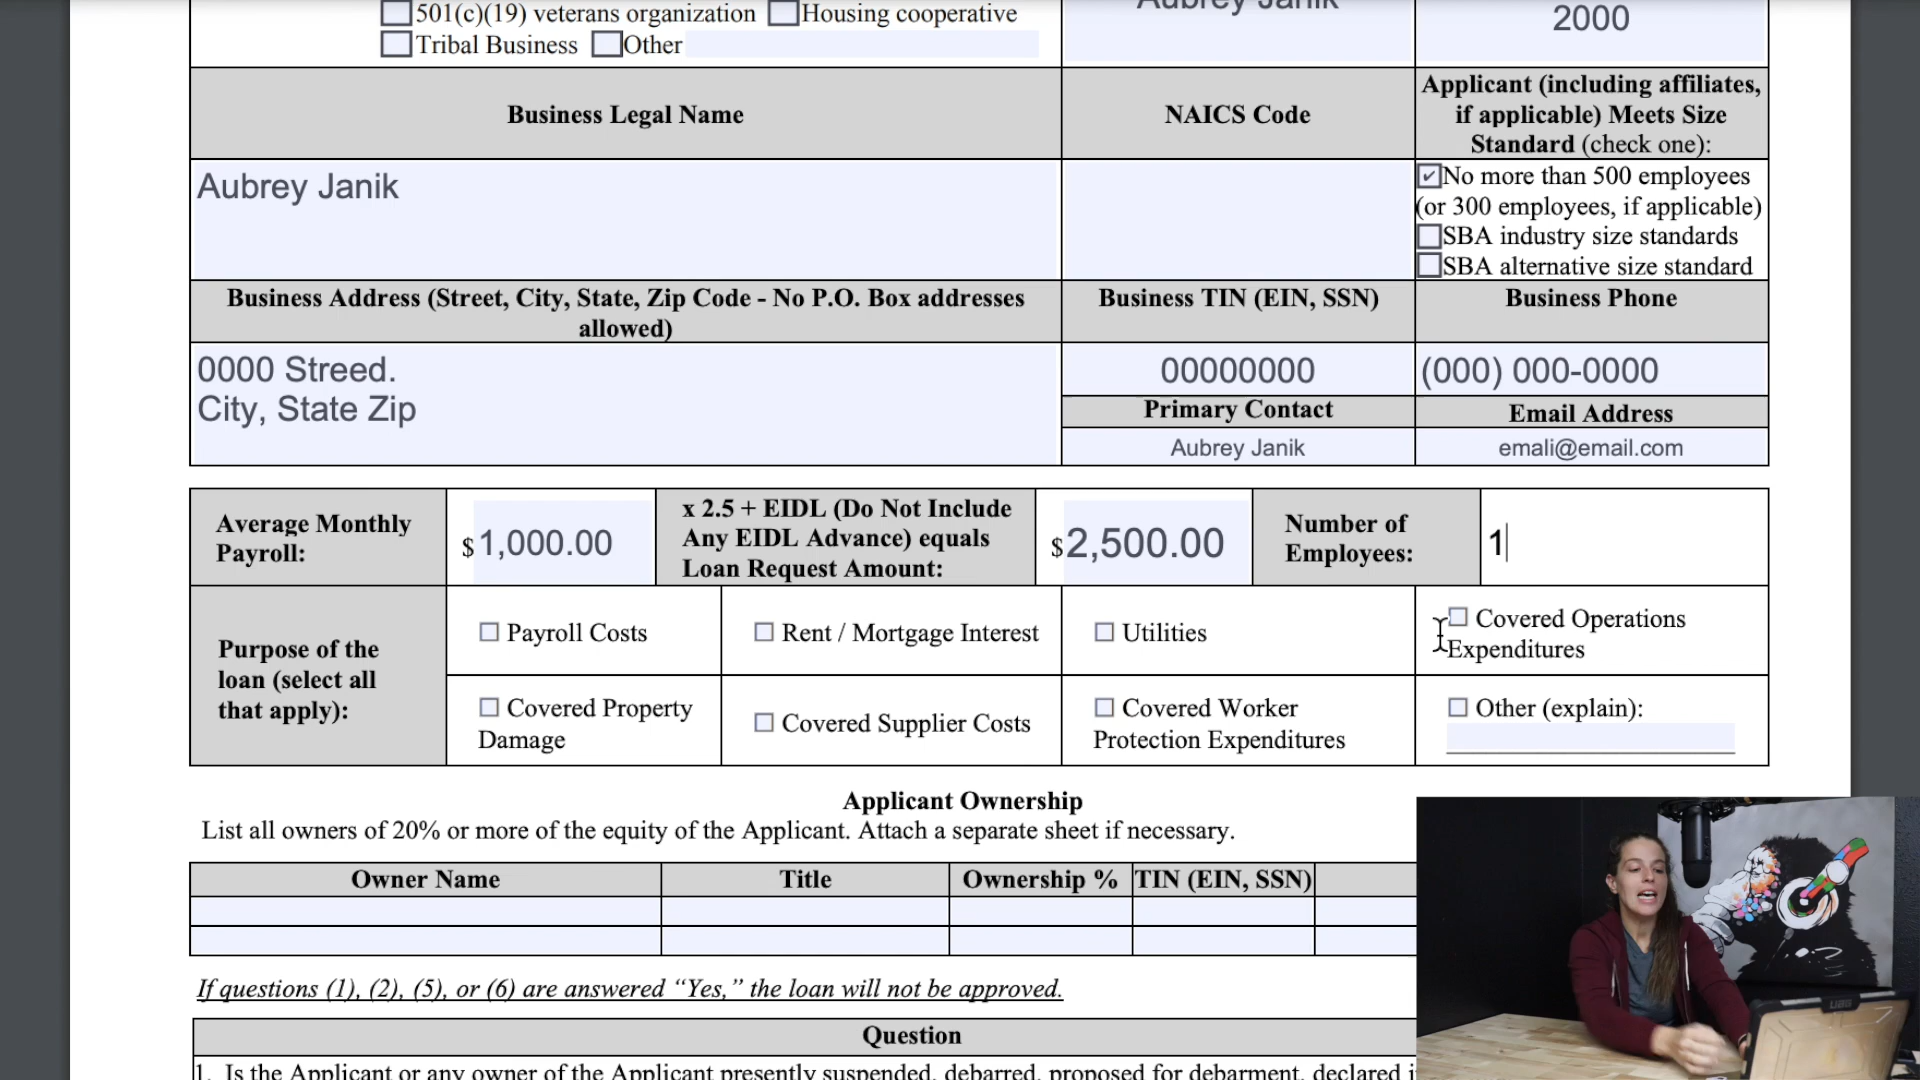 501(c)(19) veterans organization Housing cooperative
Tribal Business Other
Aubrey Janik
2000
Business Legal Name
NAICS Code
Applicant (including affiliates,
if applicable) Meets Size
Standard (check one):
Aubrey Janik
No more than 500 employees
(or 300 employees, if applicable)
SBA industry size standards
SBA alternative size standard
Business Address (Street, City, State, Zip Code - No P.O. Box addresses
allowed)
Business TIN (EIN, SSN)
Business Phone
0000 Streed.
City, State Zip
00000000
(000) 000-0000
Primary Contact
Email Address
Aubrey Janik
emali@email.com
Average Monthly
Payroll:
$ 1,000.00
x 2.5 + EIDL (Do Not Include
Any EIDL Advance) equals
Loan Request Amount:
$ 2,500.00
Number of
Employees:
1
Purpose of the
loan (select all
that apply):
Payroll Costs
Rent / Mortgage Interest
Utilities
Covered Operations
Expenditures
Covered Property
Damage
Covered Supplier Costs
Covered Worker
Protection Expenditures
Other (explain):
Applicant Ownership
List all owners of 20% or more of the equity of the Applicant. Attach a separate sheet if necessary.
Owner Name
Title
Ownership %
TIN (EIN, SSN)
If questions (1), (2), (5), or (6) are answered “Yes,” the loan will not be approved.
Question
1. Is the Applicant or any owner of the Applicant presently suspended, debarred, proposed for debarment, declared